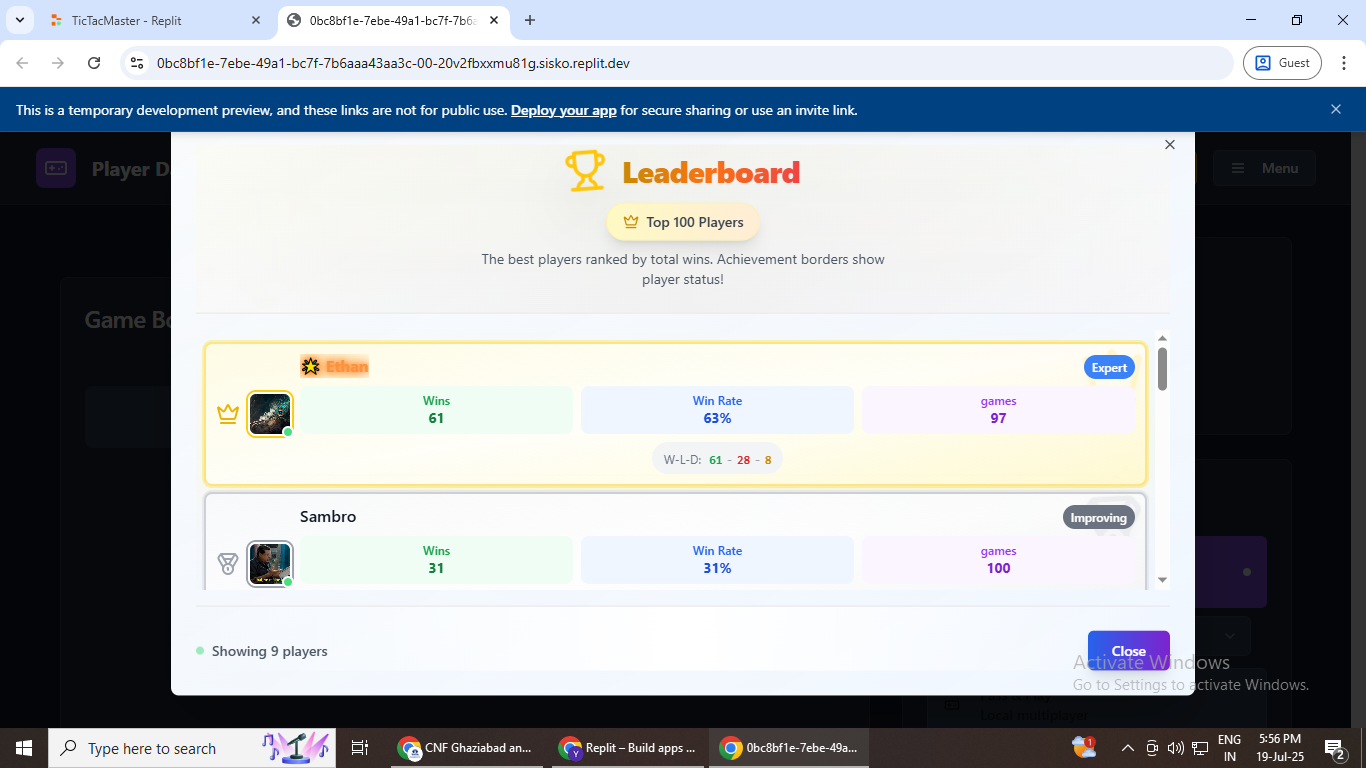 TicTacMaster - Replit
0bc8bf1e-7ebe-49a1-bc7f-7b6a
0bc8bf1e-7ebe-49a1-bc7f-7b6aaa43aa3c-00-20v2fbxxmu81g.sisko.replit.dev
Guest
This is a temporary development preview, and these links are not for public use. Deploy your app for secure sharing or use an invite link.
Player D
Menu
Leaderboard
Top 100 Players
The best players ranked by total wins. Achievement borders show
player status!
Game Bo
Ethan
Expert
Wins
61
Win Rate
63%
games
97
W-L-D: 61 - 28 - 8
Sambro
Improving
Wins
31
Win Rate
31%
games
100
Showing 9 players
Close
Activate Windows
Go to Settings to activate Windows.
Local multiplayer
Type here to search
CNF Ghaziabad an...
Replit – Build apps ...
0bc8bf1e-7ebe-49a...
1
ENG
IN
5:56 PM
19-Jul-25
2